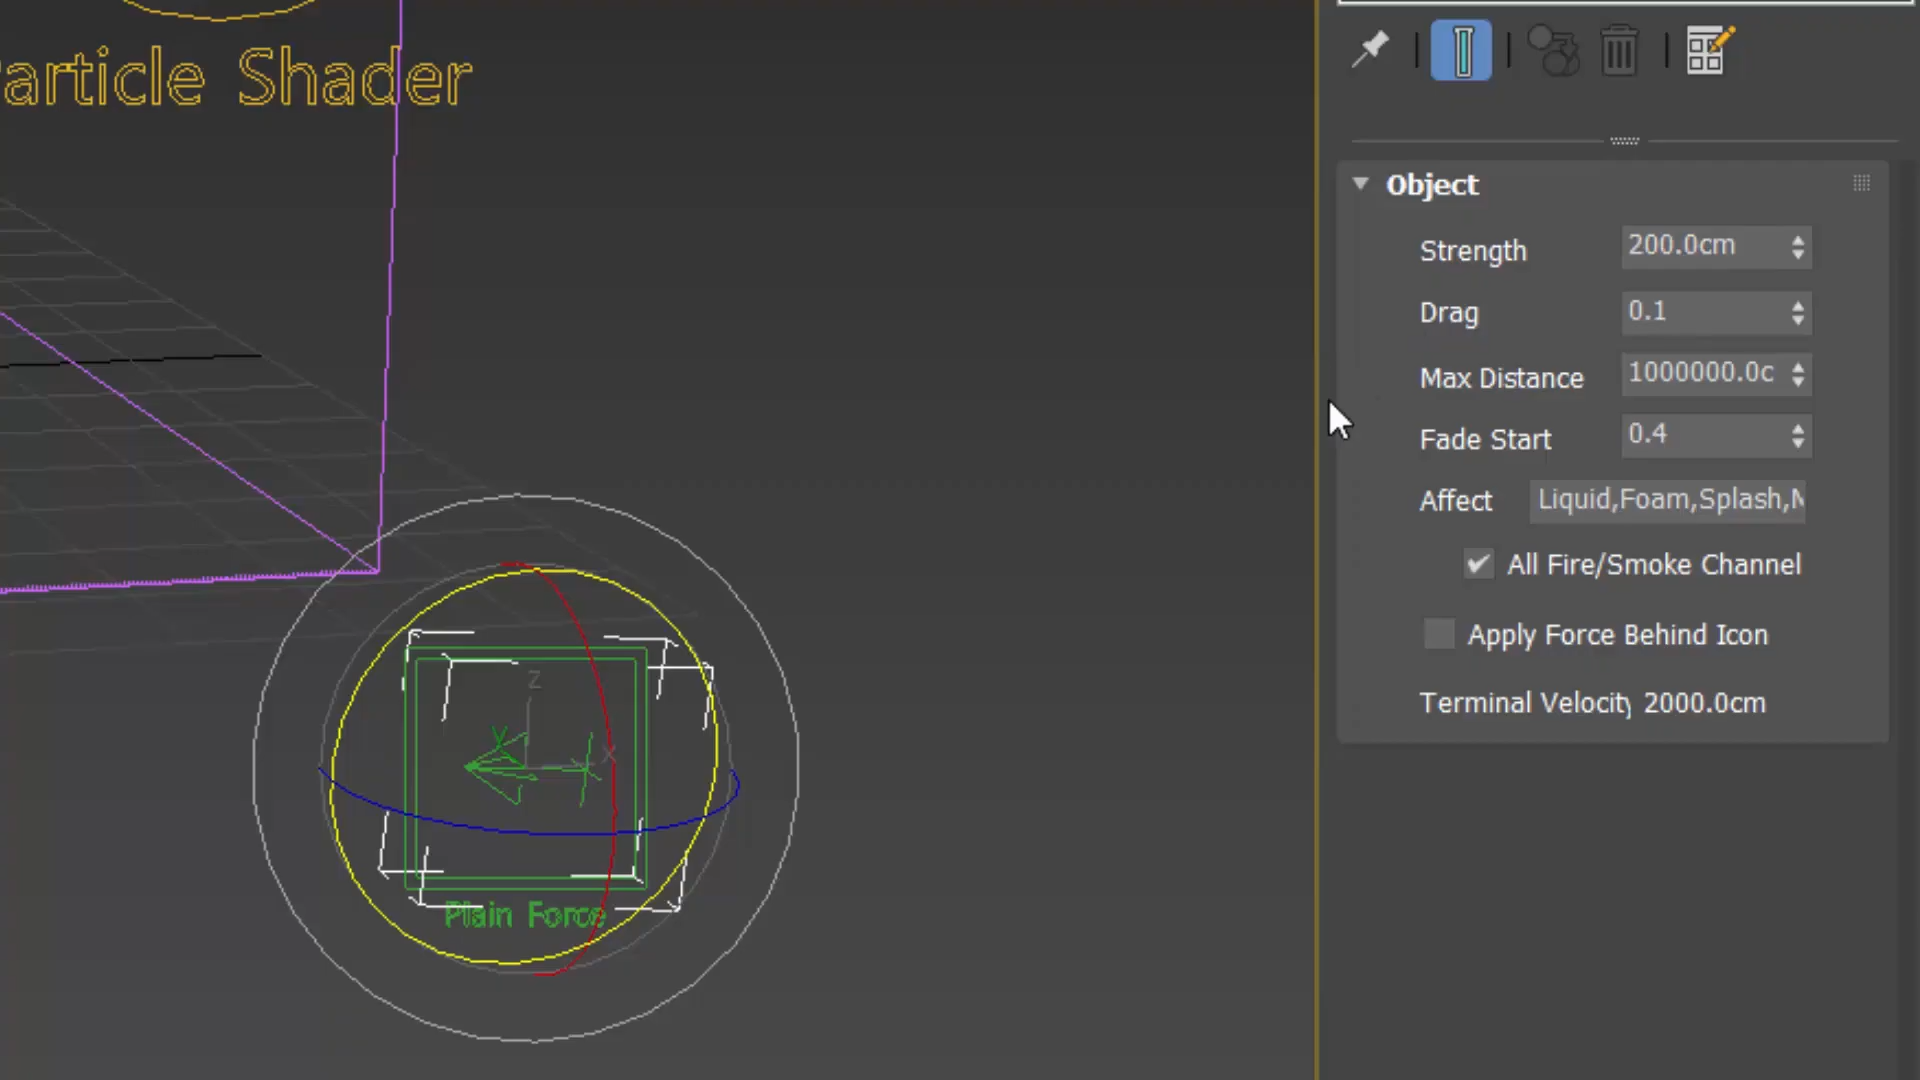 article Shader
Object
Strength 200.0cm
Drag 0.1
Max Distance 1000000.0c
Fade Start 0.4
Affect Liquid,Foam,Splash,M
All Fire/Smoke Channel
Apply Force Behind Icon
Terminal Velocity 2000.0cm
z
y
x
Plain Force